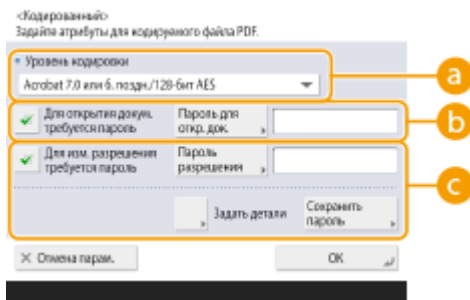 <Кодированный>
Задайте атрибуты для кодируемого файла PDF.
Уровень кодировки
Acrobat 7.0 или б. поздн./128-бит AES
a
Для открытия докум. требуется пароль
Пароль для откр. док.
b
Для изм. разрешения требуется пароль
Пароль разрешения
c
Задать детали
Сохранить пароль
Отмена парам.
OK